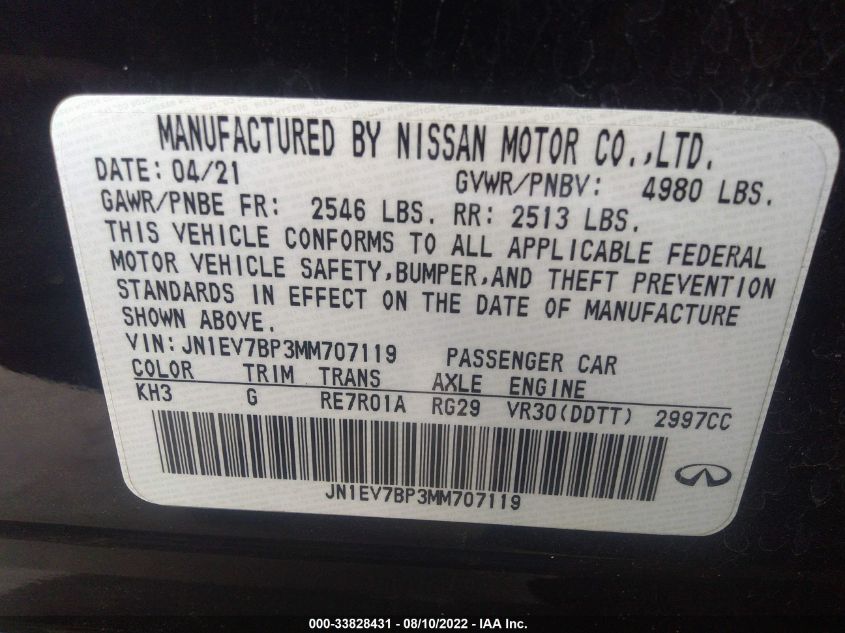 MANUFACTURED BY NISSAN MOTOR CO.,LTD.
DATE: 04/21 GVWR/PNBV: 4980 LBS.
GAWR/PNBE FR: 2546 LBS. RR: 2513 LBS.
THIS VEHICLE CONFORMS TO ALL APPLICABLE FEDERAL
MOTOR VEHICLE SAFETY,BUMPER,AND THEFT PREVENTION
STANDARDS IN EFFECT ON THE DATE OF MANUFACTURE
SHOWN ABOVE.
VIN:JN1EV7BP3MM707119 PASSENGER CAR
COLOR TRIM TRANS AXLE ENGINE
KH3 G RE7R01A RG29 VR30(DDTT) 2997CC
JN1EV7BP3MM707119
000-33828431 - 08/10/2022 - IAA Inc.